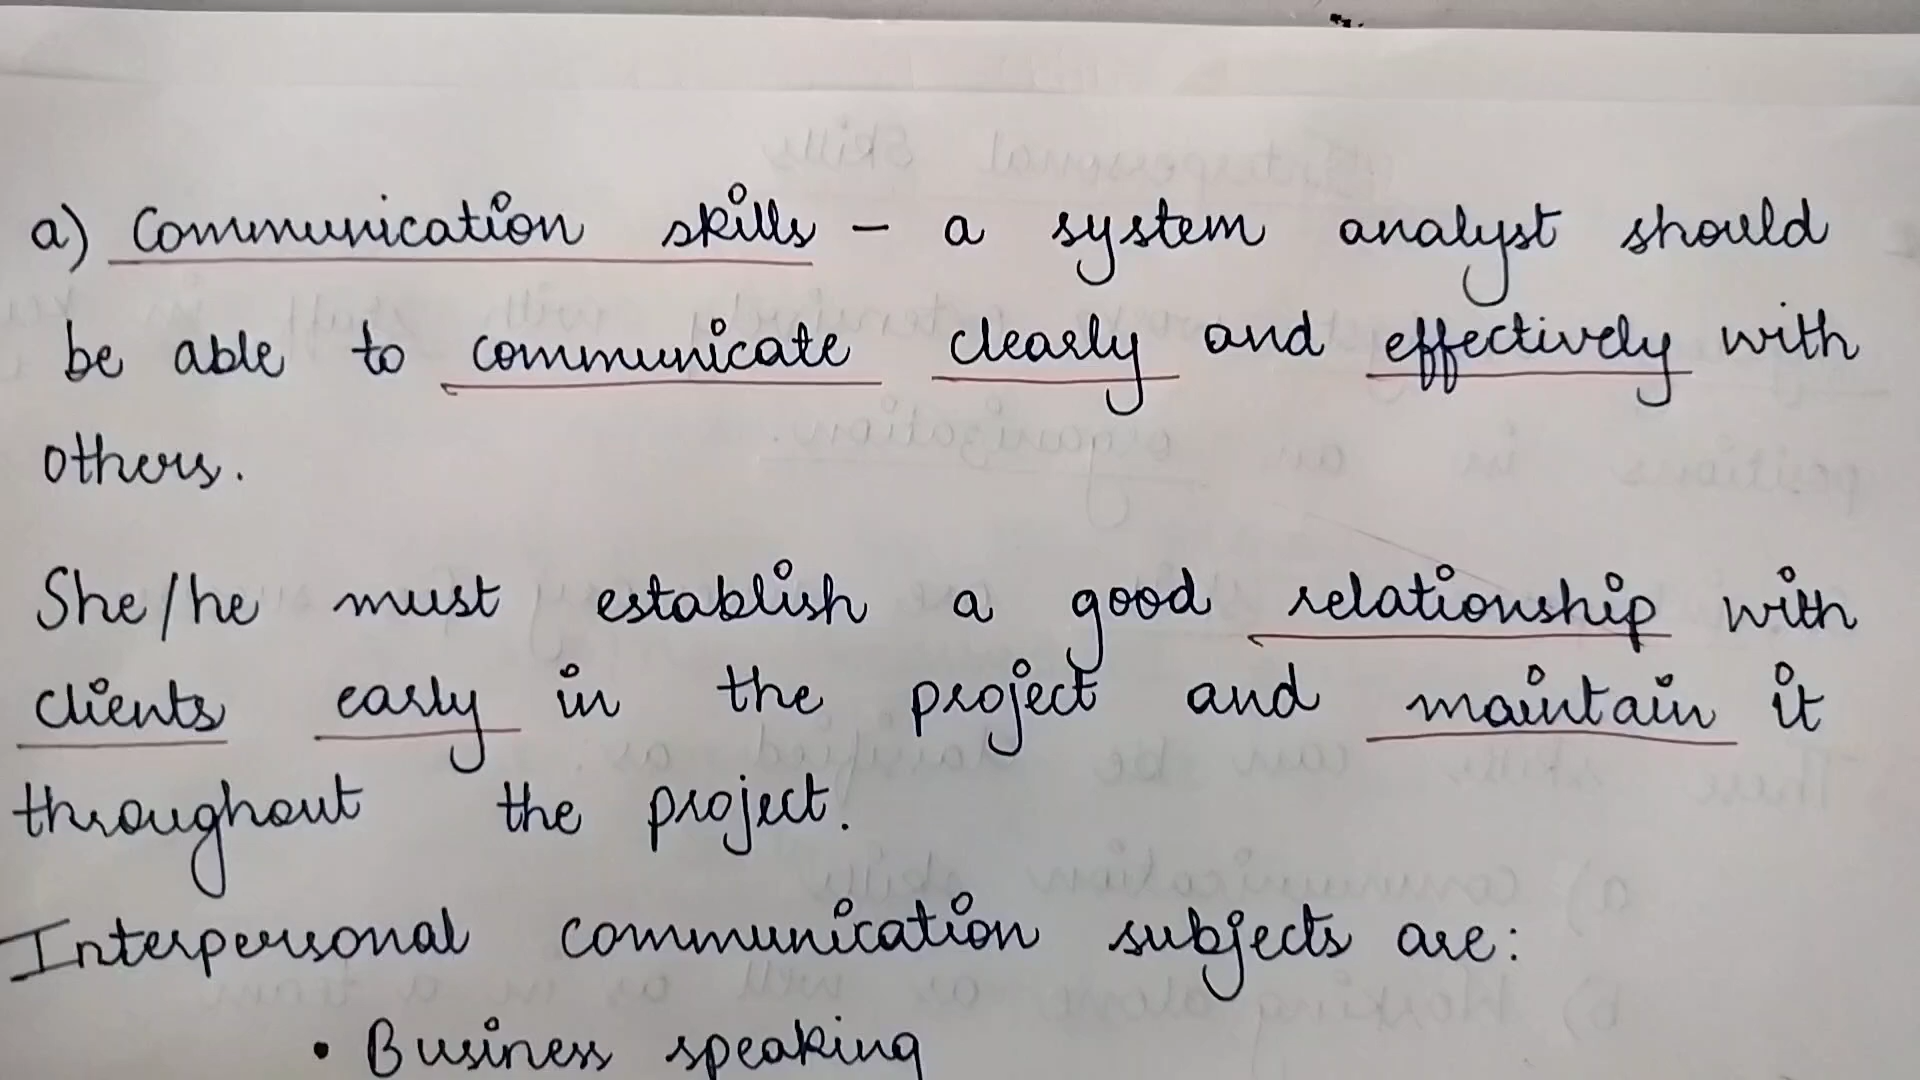 a) Communication skills - a system analyst should
be able to communicate clearly and effectively with
others.
She/he must establish a good relationship with
clients early in the project and maintain it
throughout the project.
Interpersonal communication subjects are:
• Business speaking